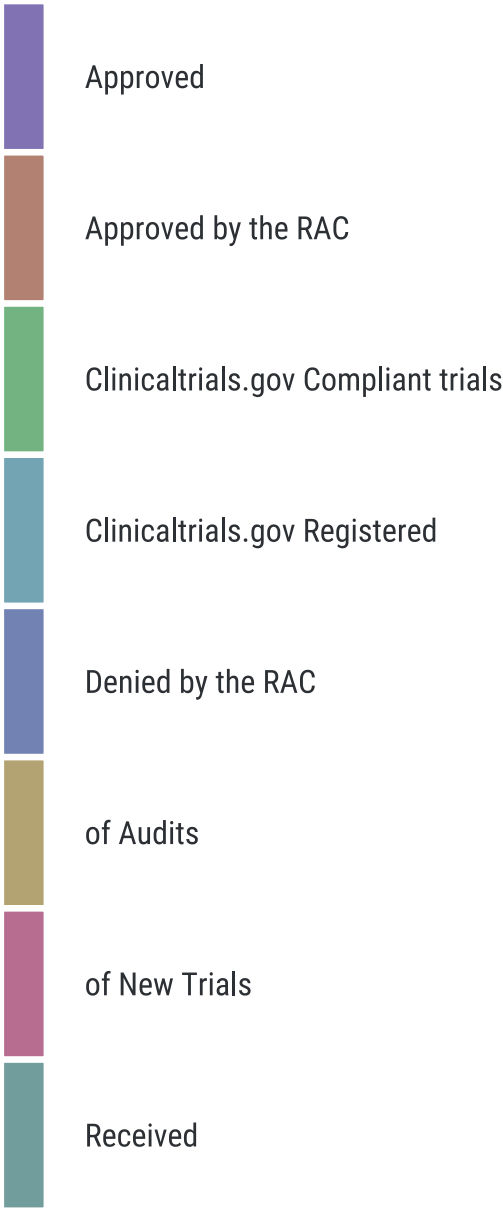 Approved
Approved by the RAC
Clinicaltrials.gov Compliant trials
Clinicaltrials.gov Registered
Denied by the RAC
of Audits
of New Trials
Received